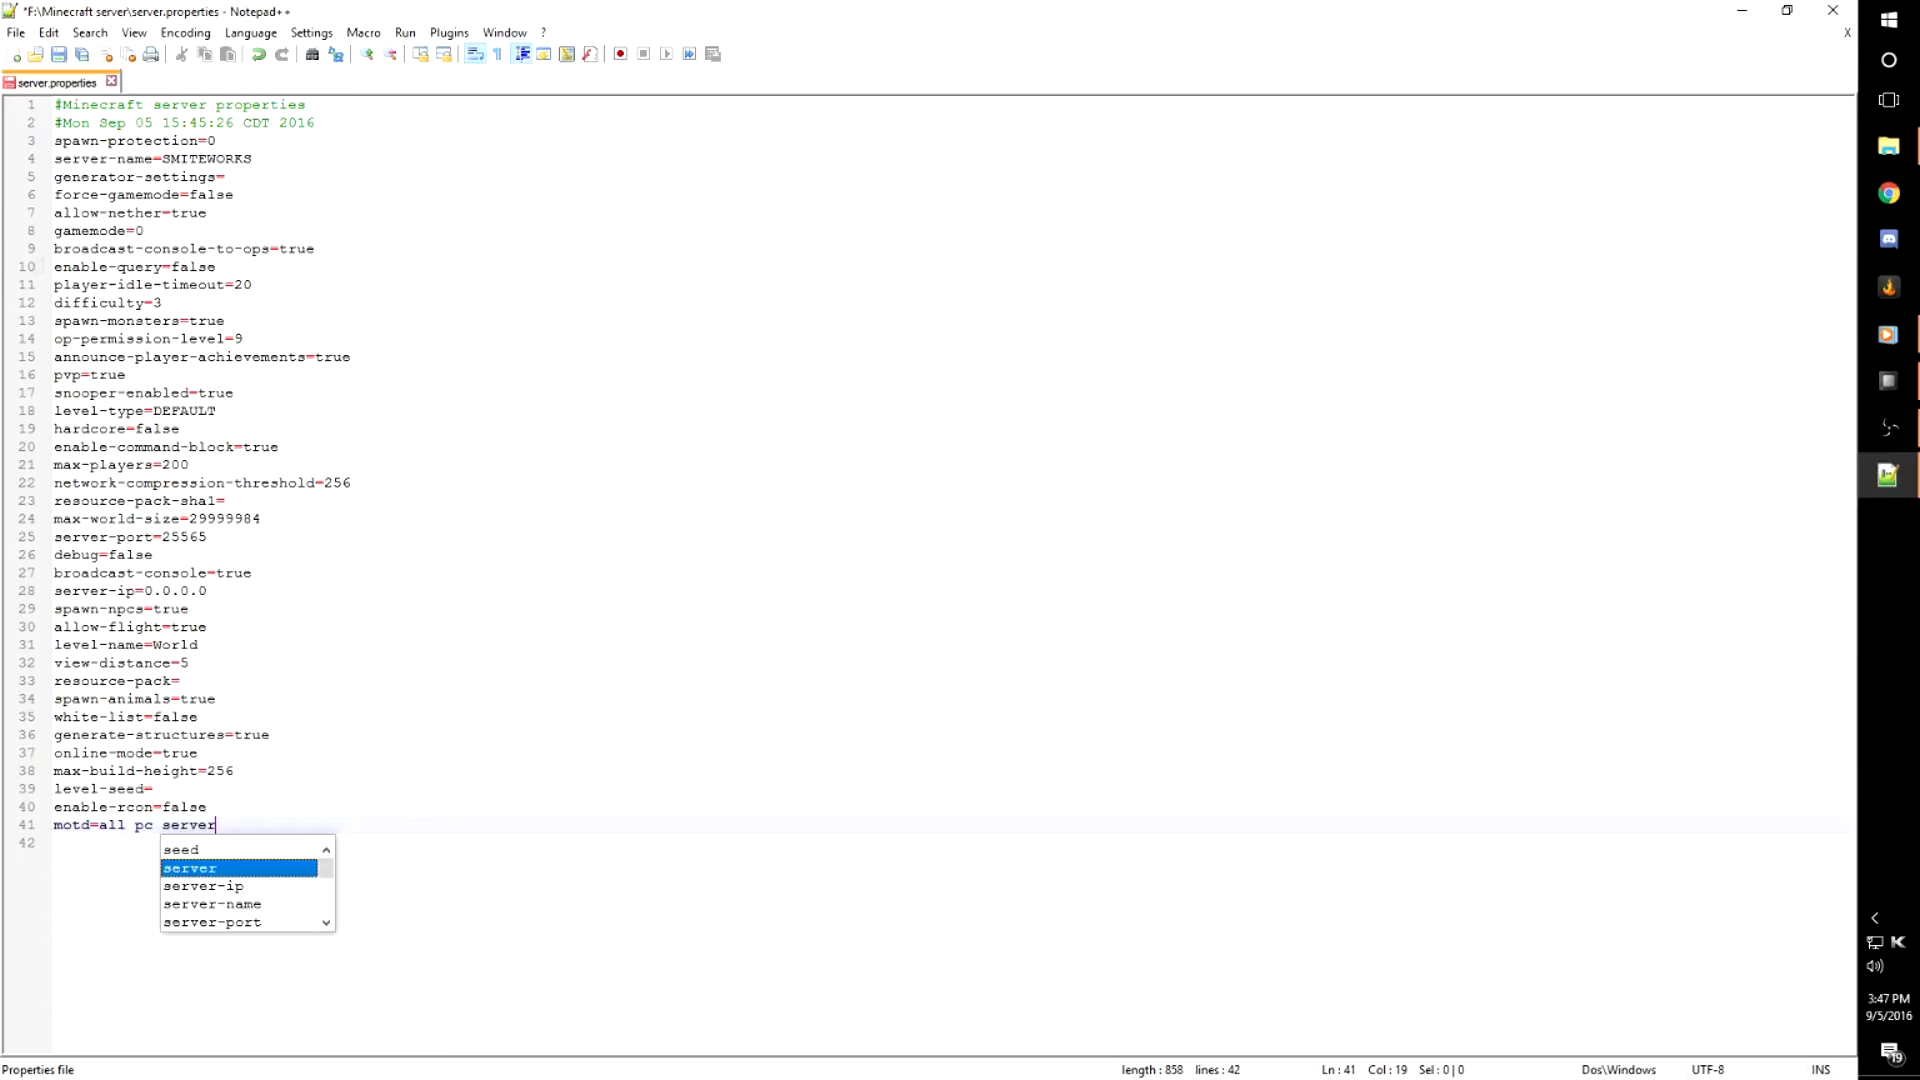 *F:\Minecraft server\server.properties - Notepad++
File Edit Search View Encoding Language Settings Macro Run Plugins Window ?
X
server.properties
1 #Minecraft server properties
2 #Mon Sep 05 15:45:26 CDT 2016
3 spawn-protection=0
4 server-name=SMITEWORKS
5 generator-settings=
6 force-gamemode=false
7 allow-nether=true
8 gamemode=0
9 broadcast-console-to-ops=true
10 enable-query=false
11 player-idle-timeout=20
12 difficulty=3
13 spawn-monsters=true
14 op-permission-level=9
15 announce-player-achievements=true
16 pvp=true
17 snooper-enabled=true
18 level-type=DEFAULT
19 hardcore=false
20 enable-command-block=true
21 max-players=200
22 network-compression-threshold=256
23 resource-pack-sha1=
24 max-world-size=29999984
25 server-port=25565
26 debug=false
27 broadcast-console=true
28 server-ip=0.0.0.0
29 spawn-npcs=true
30 allow-flight=true
31 level-name=World
32 view-distance=5
33 resource-pack=
34 spawn-animals=true
35 white-list=false
36 generate-structures=true
37 online-mode=true
38 max-build-height=256
39 level-seed=
40 enable-rcon=false
41 motd=all pc server
42
seed
server
server-ip
server-name
server-port
Properties file length : 858 lines : 42 Ln : 41 Col : 19 Sel : 0 | 0 Dos\Windows UTF-8 INS
3:47 PM
9/5/2016
19